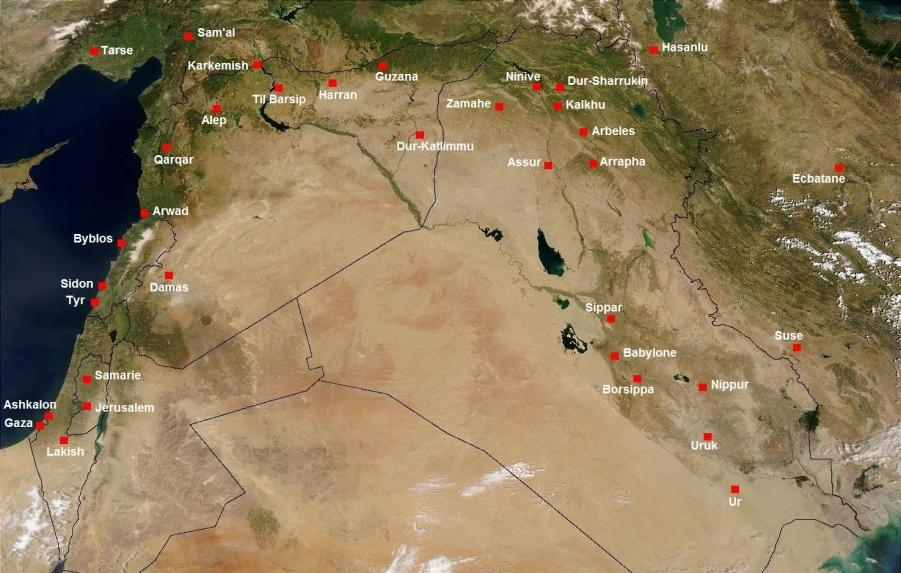 Sam'al
Hasanlu
Tarse
Karkemish
Guzana
Ninive
Dur-Sharrukin
Til Barsip
Harran
Zamahe
Kalkhu
Alep
Arbeles
Dur-Katlimmu
Qarqar
Assur
Arrapha
Ecbatane
Arwad
Byblos
Sidon
Damas
Tyr
Sippar
Suse
Babylone
Samarie
Borsippa
Nippur
Ashkalon
Jerusalem
Gaza
Lakish
Uruk
Ur